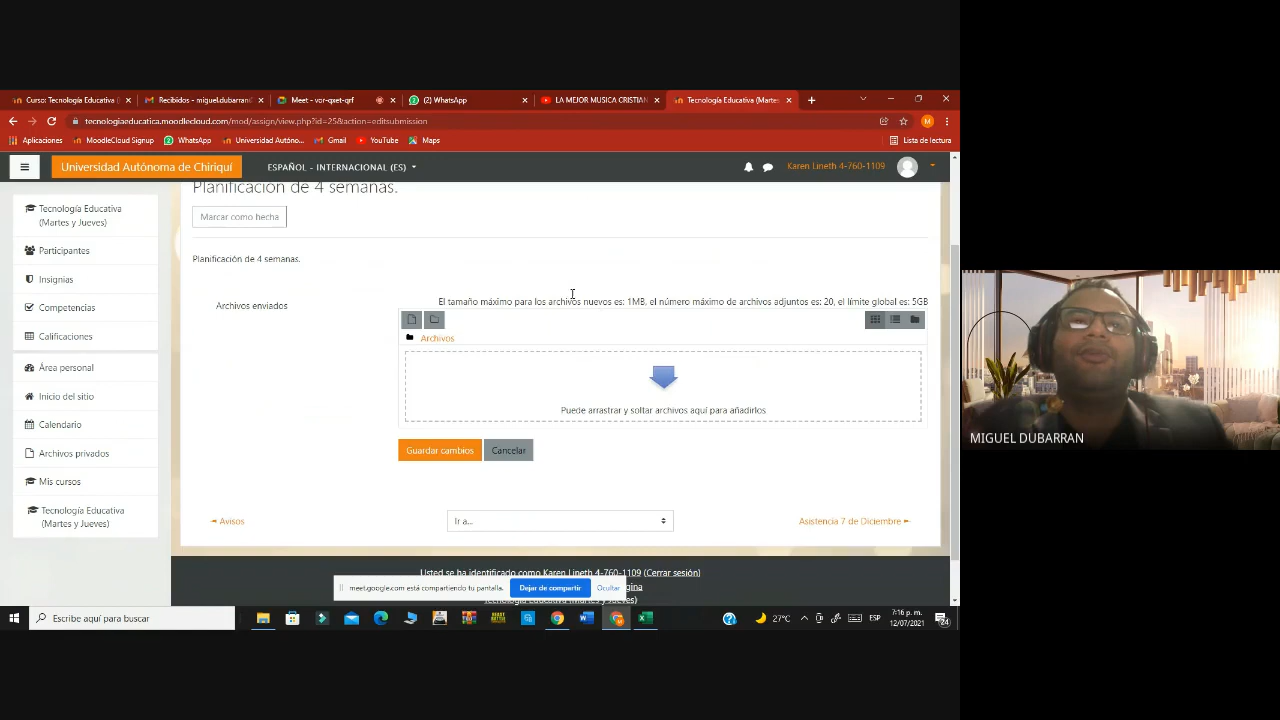 Curso: Tecnología Educativa (
Recibidos - miguel.dubarran
Meet - vor-qxet-qrf
(2) WhatsApp
LA MEJOR MUSICA CRISTIAN
Tecnología Educativa (Martes
tecnologiaeducatica.moodlecloud.com/mod/assign/view.php?id=25&action=editsubmission
M
Aplicaciones
MoodleCloud Signup
WhatsApp
Universidad Autóno...
Gmail
YouTube
Maps
Lista de lectura
Universidad Autónoma de Chiriquí
ESPAÑOL - INTERNACIONAL (ES)
Karen Lineth 4-760-1109
Tecnología Educativa
(Martes y Jueves)
Participantes
Insignias
Competencias
Calificaciones
Área personal
Inicio del sitio
Calendario
Archivos privados
Mis cursos
Tecnología Educativa
(Martes y Jueves)
Planificación de 4 semanas.
Marcar como hecha
Planificación de 4 semanas.
Archivos enviados
El tamaño máximo para los archivos nuevos es: 1MB, el número máximo de archivos adjuntos es: 20, el límite global es: 5GB
Archivos
Puede arrastrar y soltar archivos aquí para añadirlos
Guardar cambios
Cancelar
◄ Avisos
Ir a...
Asistencia 7 de Diciembre ►
Usted se ha identificado como Karen Lineth 4-760-1109 (Cerrar sesión)
Tecnología Educativa (Martes y Jueves)
meet.google.com está compartiendo tu pantalla.
Dejar de compartir
Ocultar
MIGUEL DUBARRAN
Escribe aquí para buscar
27°C
ESP
7:16 p. m.
12/07/2021
24